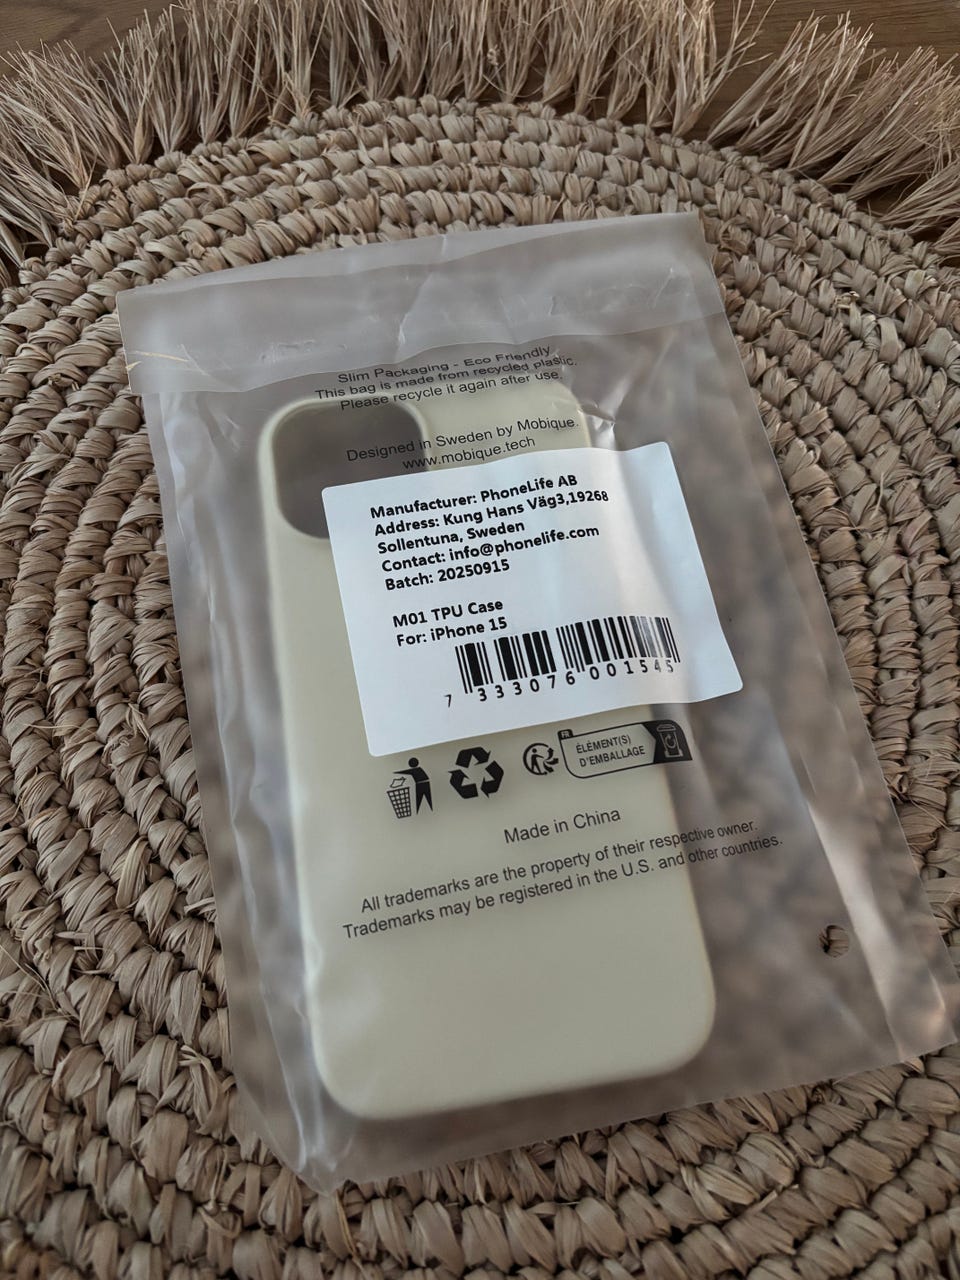 Slim Packaging - Eco Friendly
This bag is made from recycled plastic.
Please recycle it again after use.
Designed in Sweden by Mobique.
www.mobique.tech
Manufacturer: PhoneLife AB
Address: Kung Hans Väg3,19268
Sollentuna, Sweden
Contact: info@phonelife.com
Batch: 20250915
M01 TPU Case
For: iPhone 15
7 333076 001545
FR
ÉLÉMENT(S)
D'EMBALLAGE
Made in China
All trademarks are the property of their respective owner.
Trademarks may be registered in the U.S. and other countries.